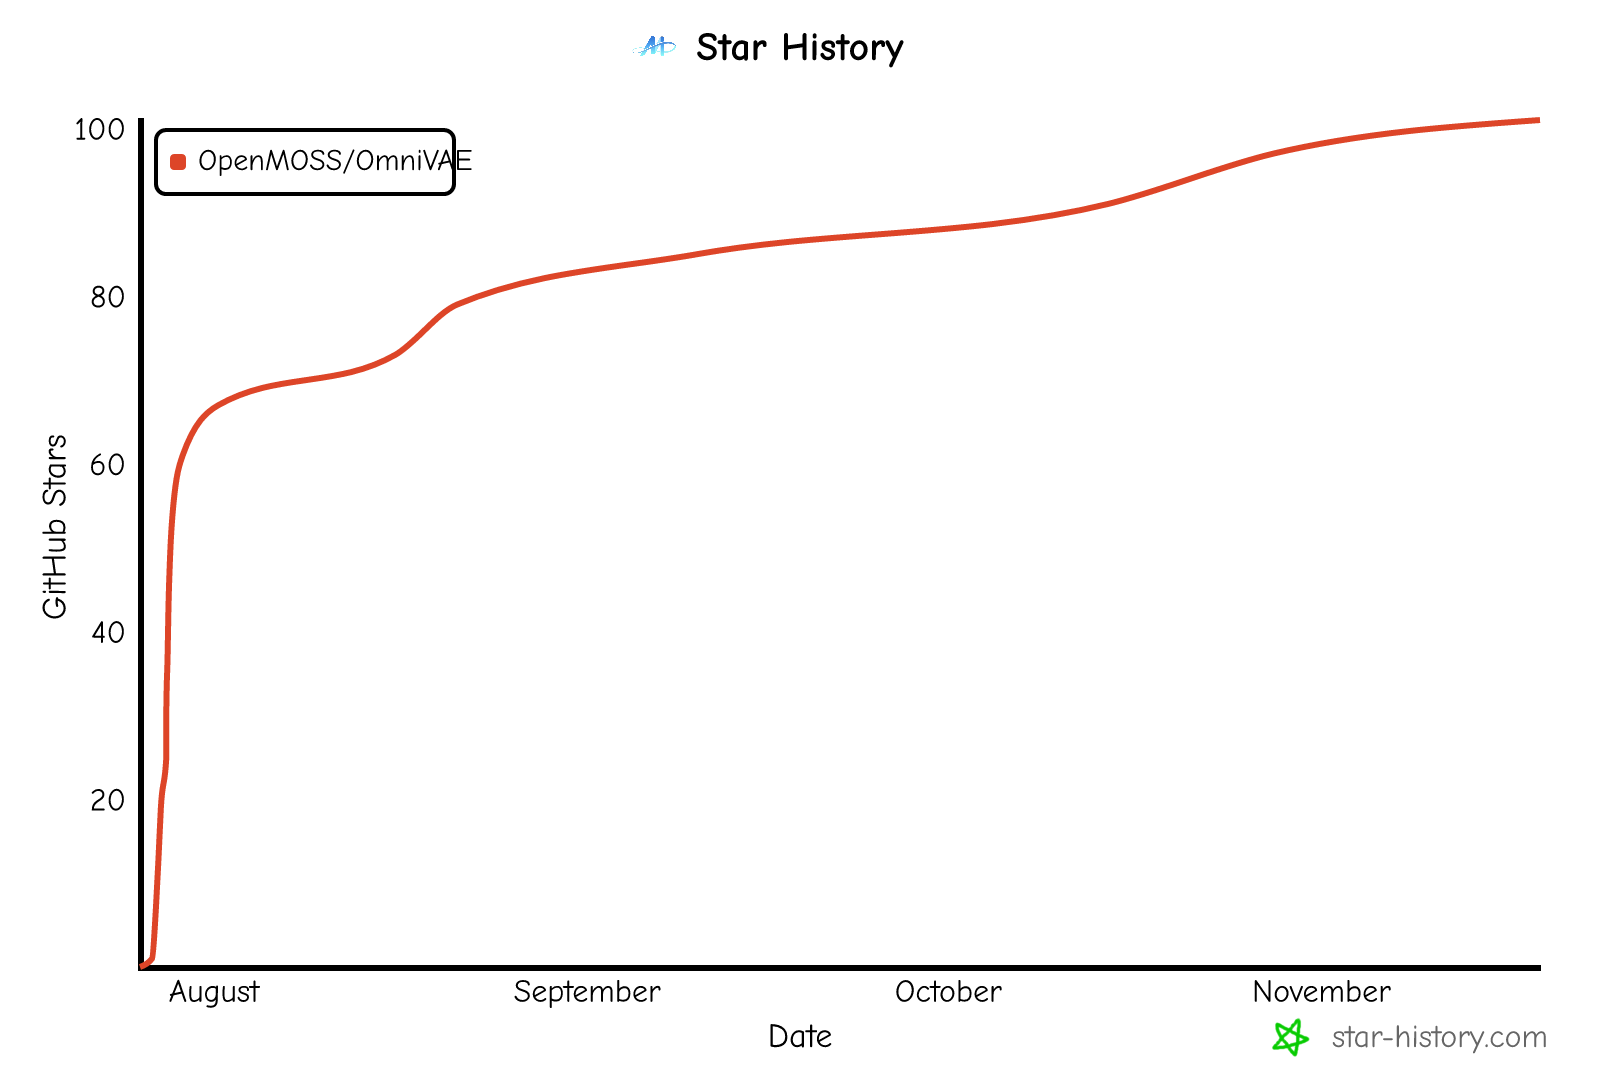 Star History
100
OpenMOSS/OmniVAE
80
60
40
20
GitHub Stars
August September October November
Date
star-history.com